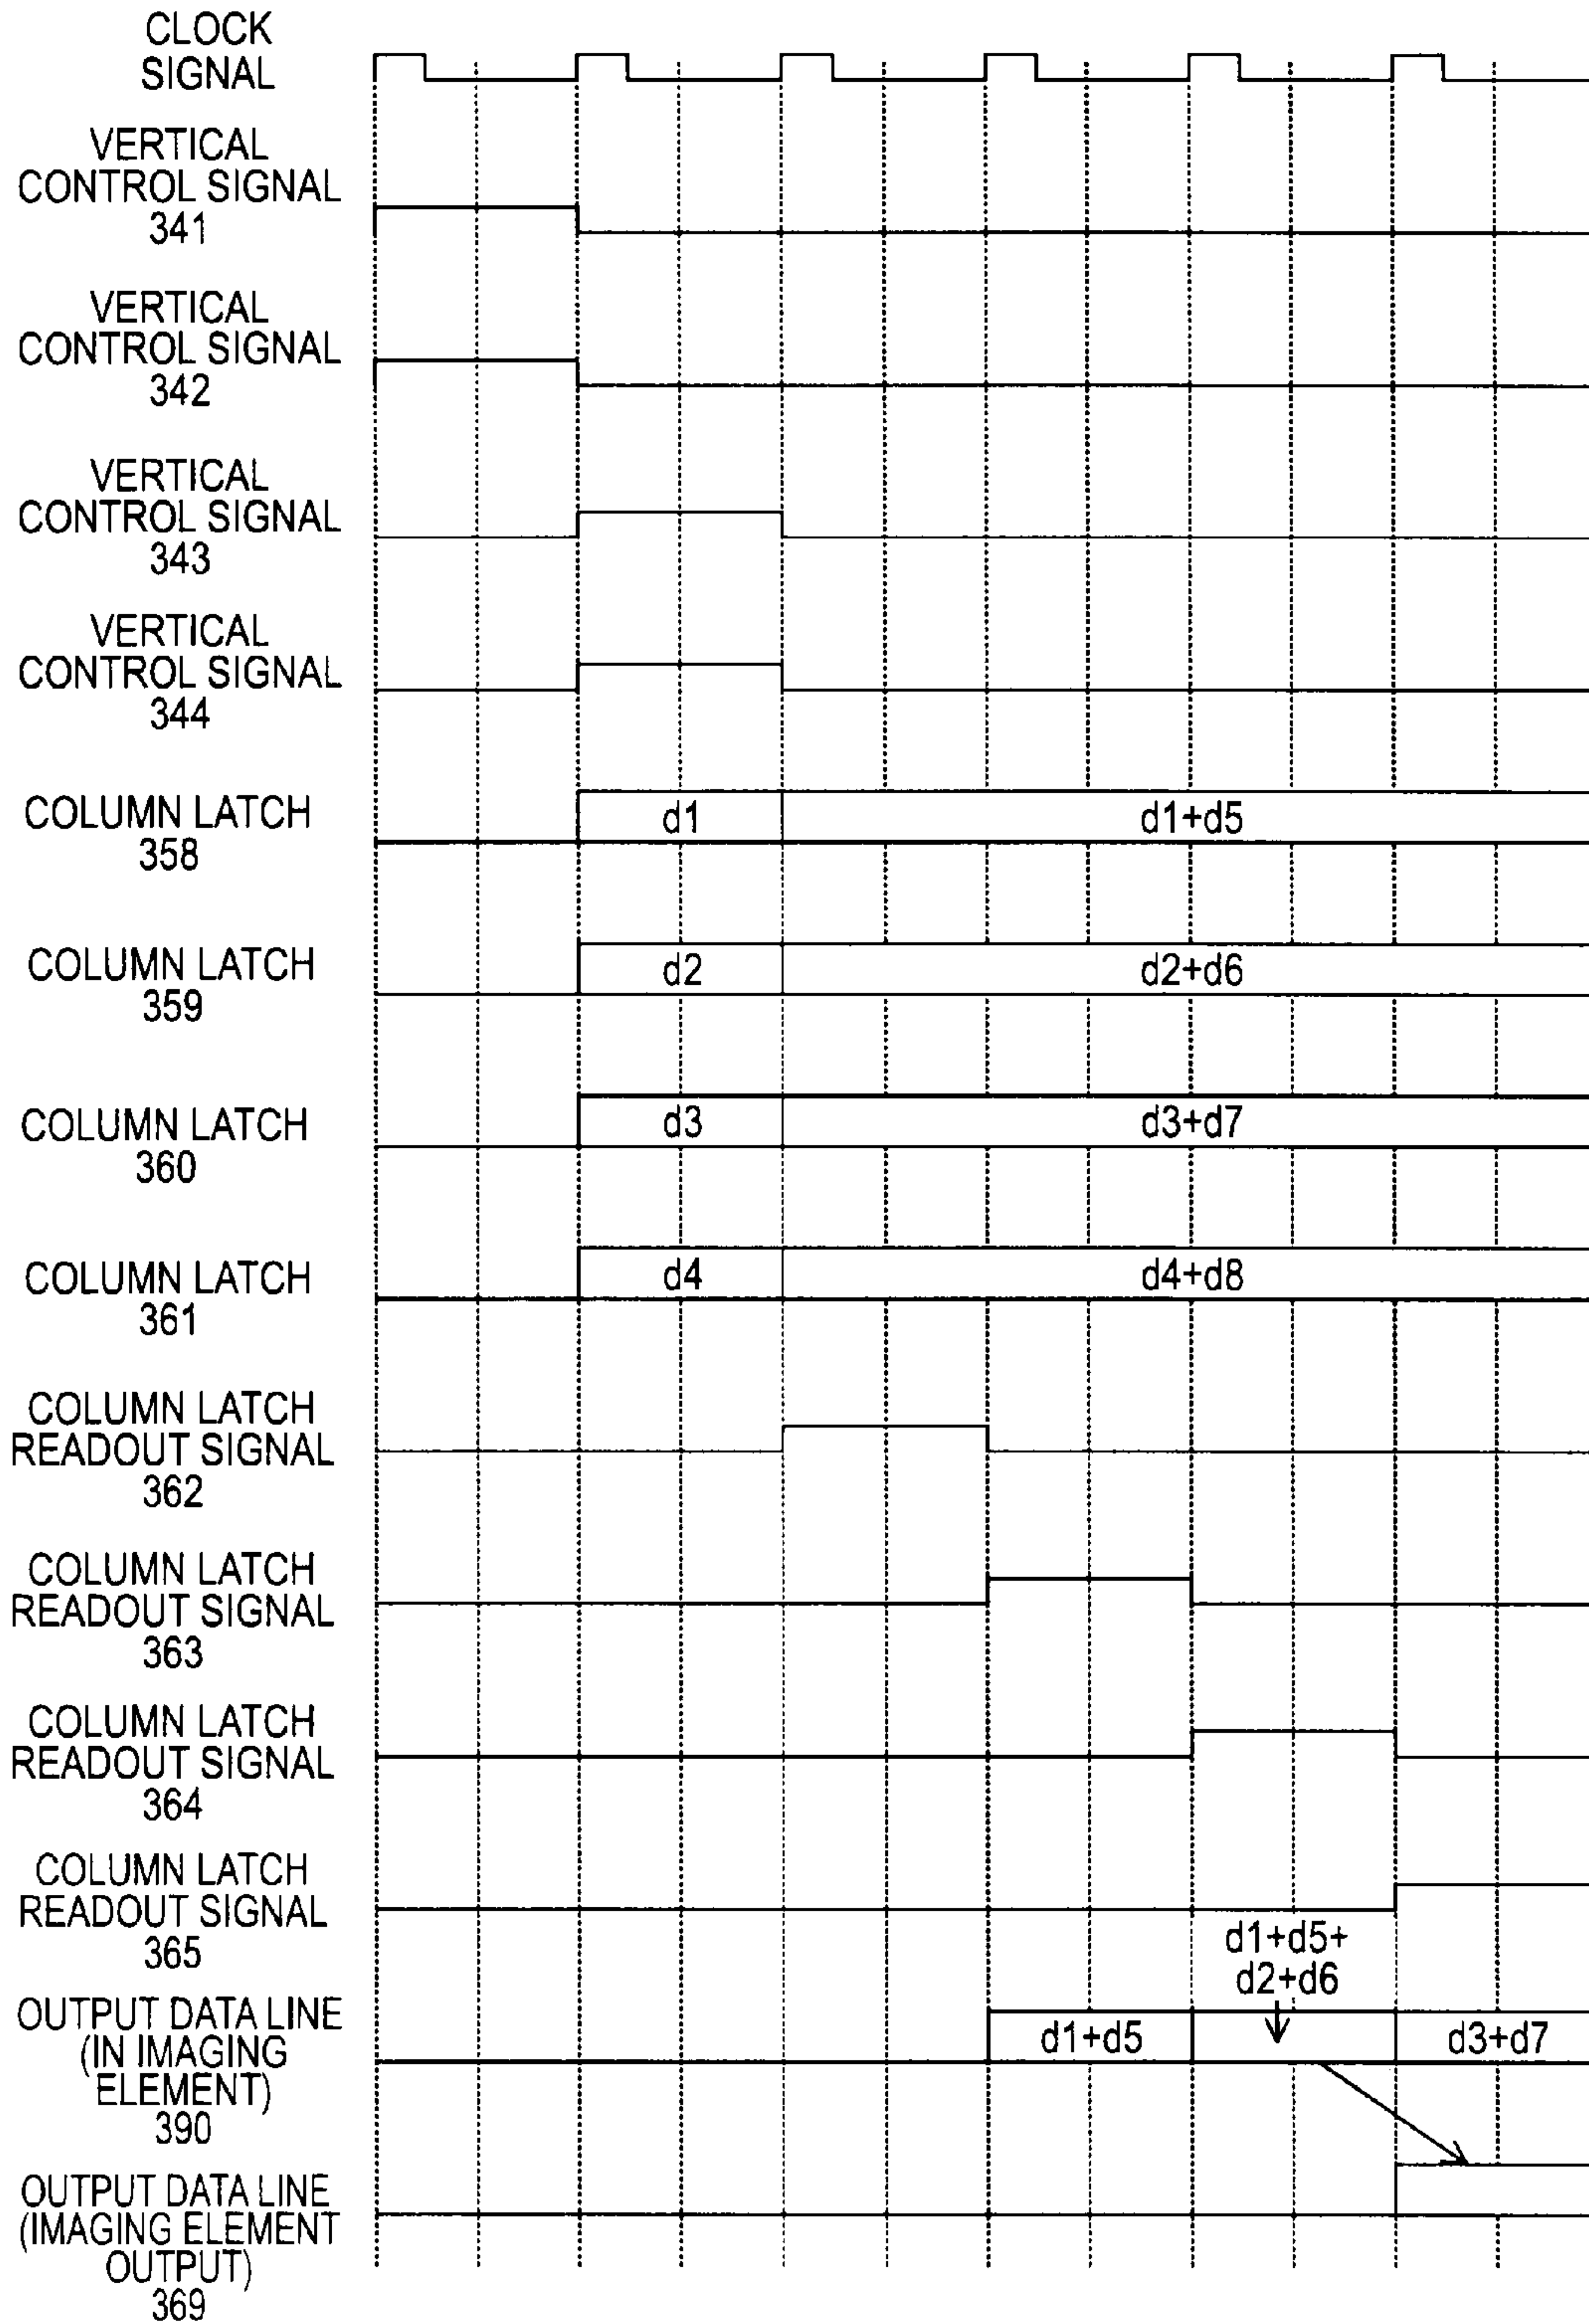 CLOCK
SIGNAL
VERTICAL
CONTROL SIGNAL
341
VERTICAL
CONTROL SIGNAL
342
VERTICAL
CONTROL SIGNAL
343
VERTICAL
CONTROL SIGNAL
344
COLUMN LATCH
358
d1
d1+d5
COLUMN LATCH
359
d2
d2+d6
COLUMN LATCH
360
d3
d3+d7
COLUMN LATCH
361
d4
d4+d8
COLUMN LATCH
READOUT SIGNAL
362
COLUMN LATCH
READOUT SIGNAL
363
COLUMN LATCH
READOUT SIGNAL
364
COLUMN LATCH
READOUT SIGNAL
365
d1+d5+
d2+d6
OUTPUT DATA LINE
(IN IMAGING
ELEMENT)
390
d1+d5
d3+d7
OUTPUT DATA LINE
(IMAGING ELEMENT
OUTPUT)
369